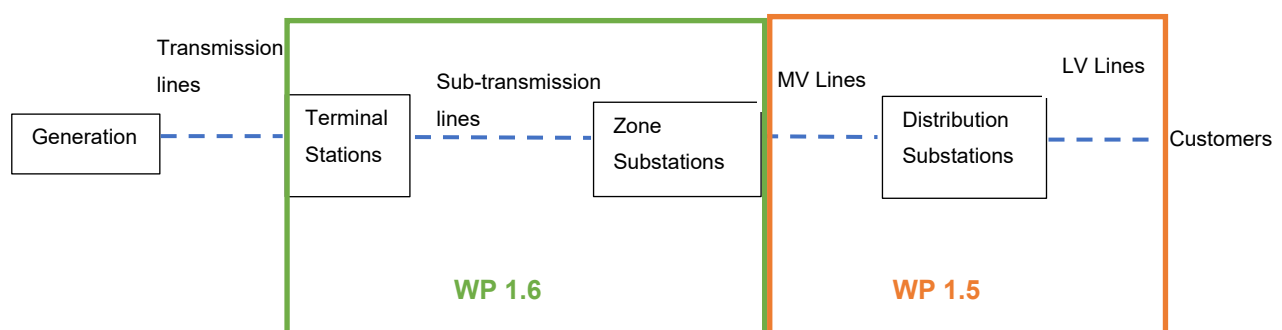 Transmission
lines
Generation
Terminal
Stations
Sub-transmission
lines
Zone
Substations
MV Lines
Distribution
Substations
LV Lines
Customers
WP 1.6
WP 1.5